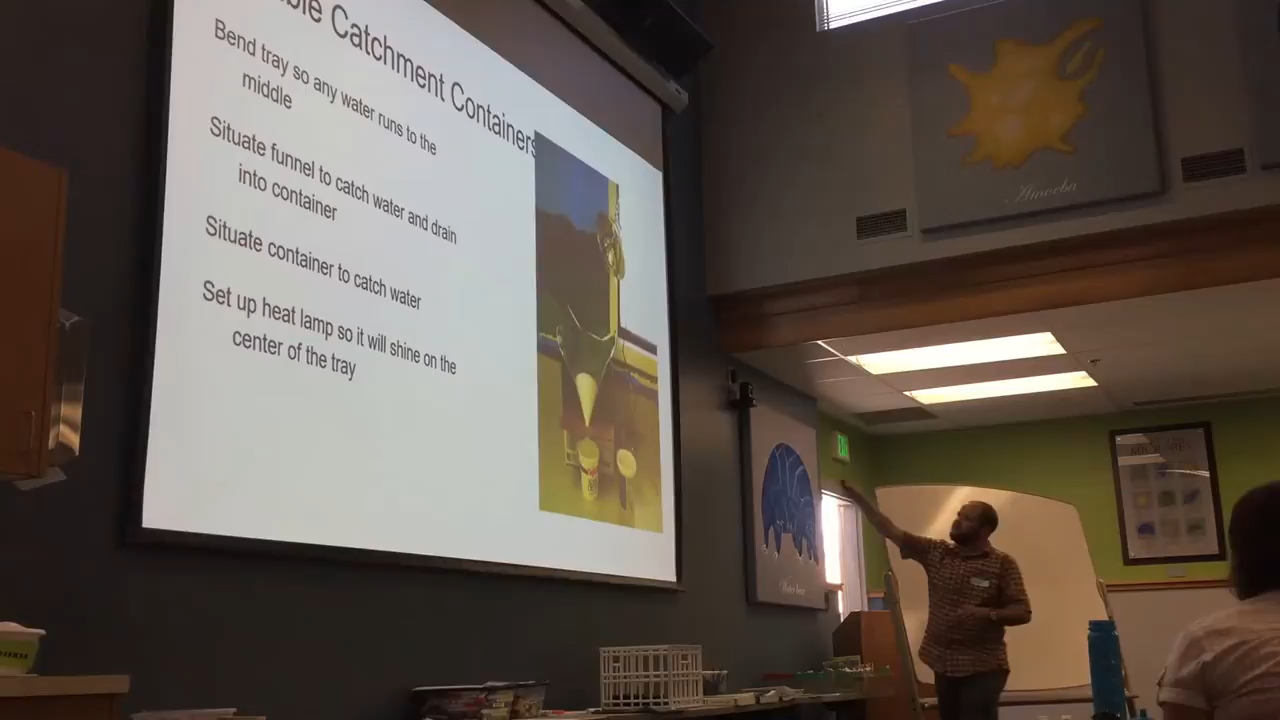 Catchment Containers
Bend tray so any water runs to the
middle
Situate funnel to catch water and drain
into container
Situate container to catch water
Set up heat lamp so it will shine on the
center of the tray
Amoeba
Water bear